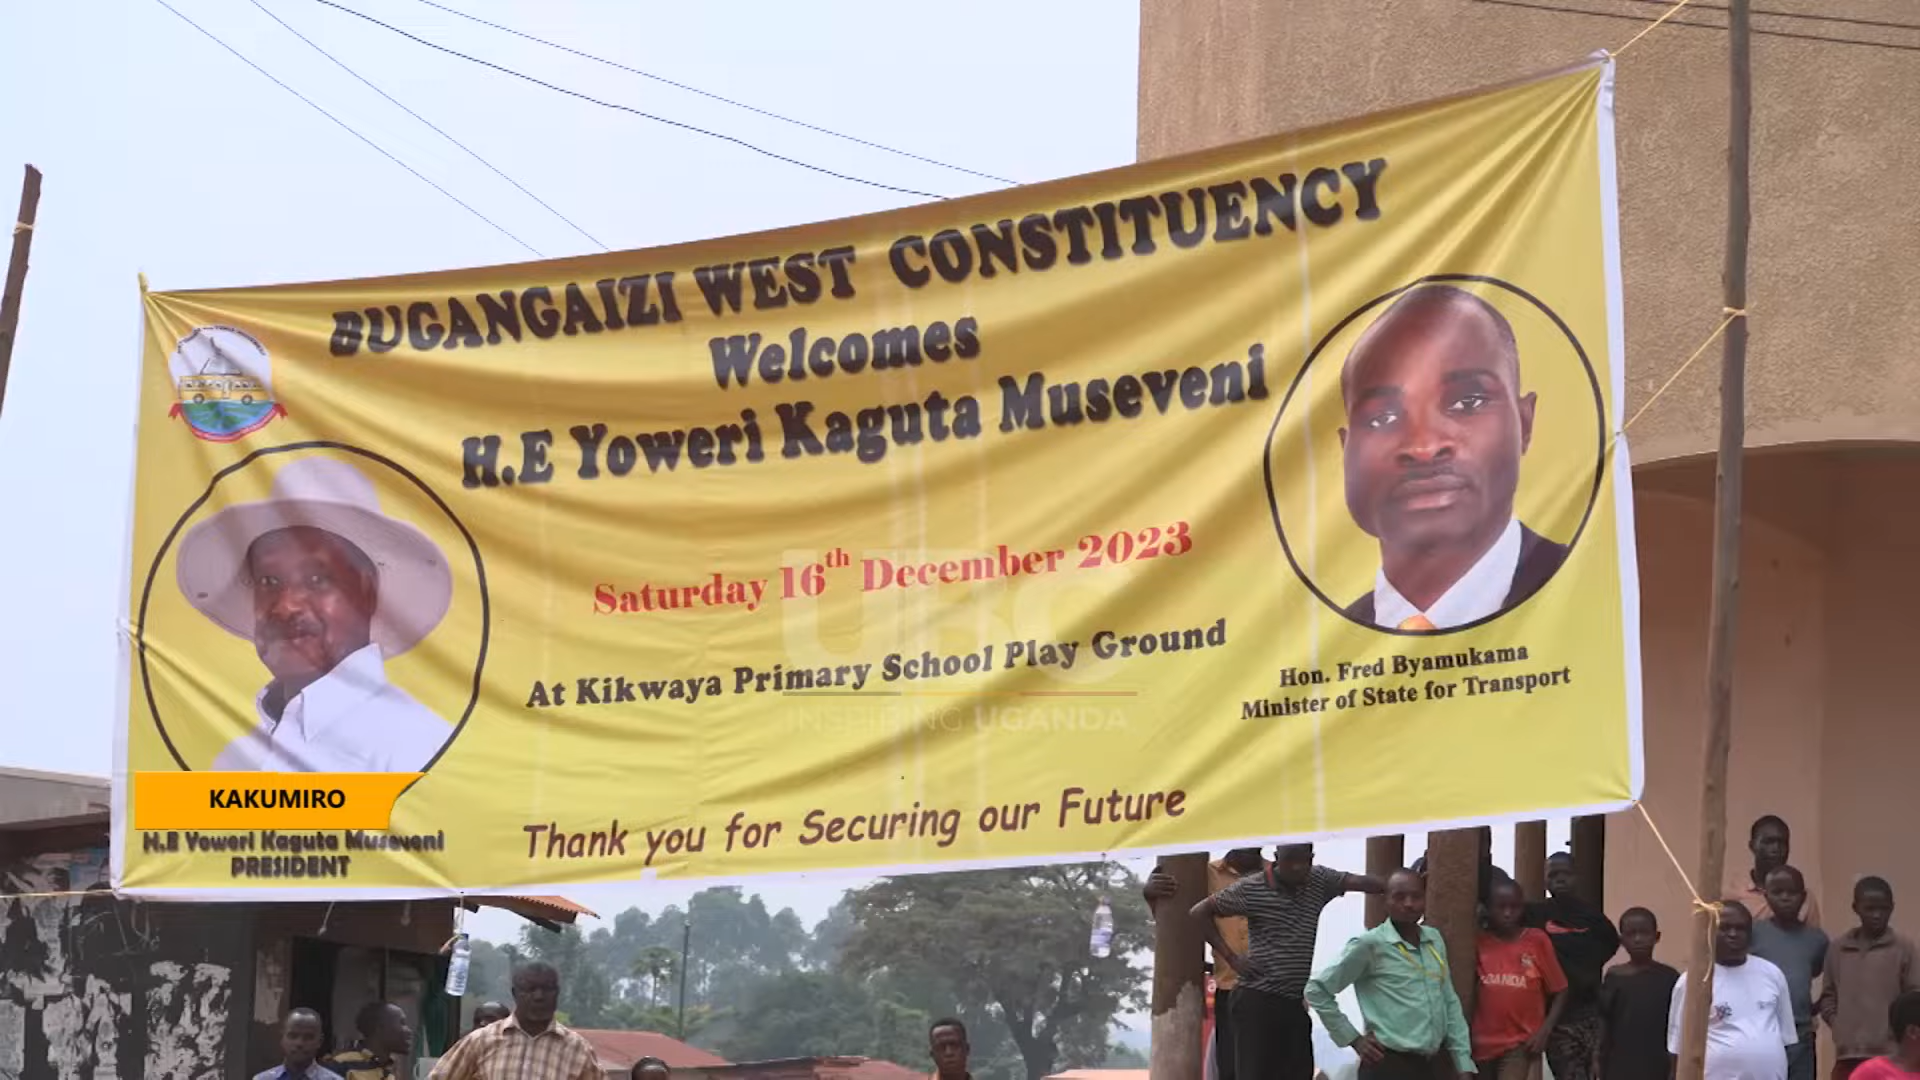 BUGANGAIZI WEST CONSTITUENCY
Welcomes
H.E Yoweri Kaguta Museveni
Saturday 16th December 2023
At Kikwaya Primary School Play Ground
Hon. Fred Byamukama
Minister of State for Transport
UBC
INSPIRING UGANDA
Thank you for Securing our Future
KAKUMIRO
H.E Yoweri Kaguta Museveni
PRESIDENT
UGANDA